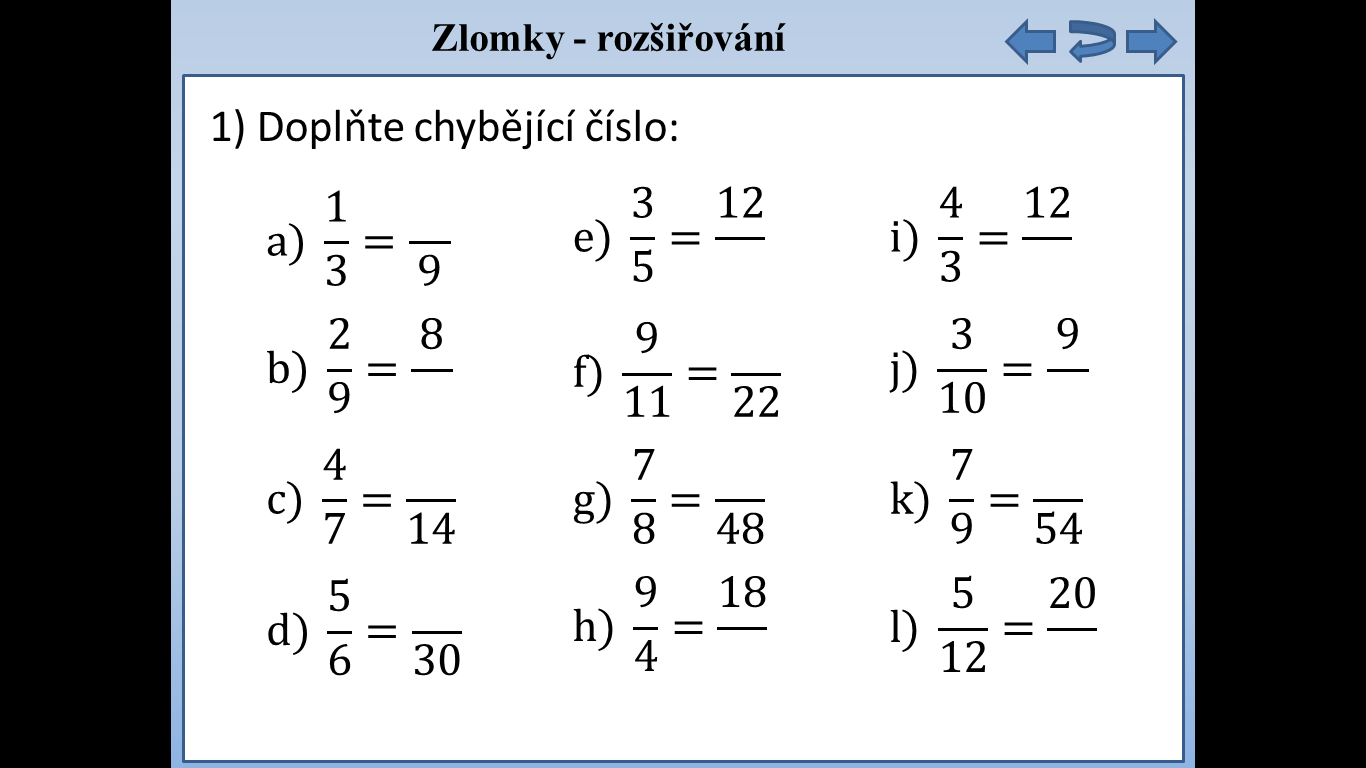 Zlomky - rozšiřování
1) Doplňte chybějící číslo:
a) 1/3 = /9
b) 2/9 = 8/
c) 4/7 = /14
d) 5/6 = /30
e) 3/5 = 12/
f) 9/11 = /22
g) 7/8 = /48
h) 9/4 = 18/
i) 4/3 = 12/
j) 3/10 = 9/
k) 7/9 = /54
l) 5/12 = 20/